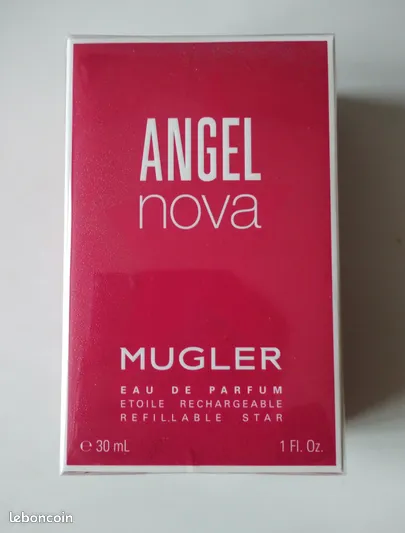 ANGEL
nova
MUGLER
EAU DE PARFUM
ETOILE RECHARGEABLE
REFILLABLE STAR
℮ 30 mL 1 Fl. Oz.
leboncoin